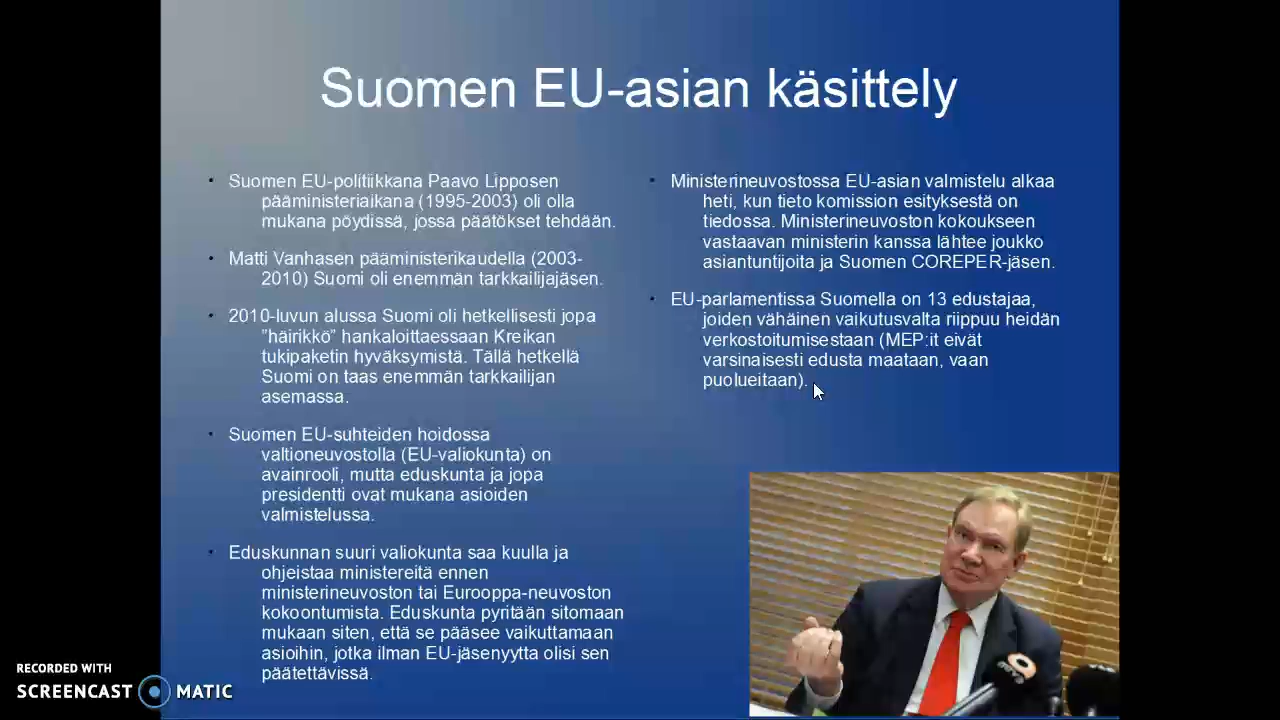 Suomen EU-asian käsittely
Suomen EU-politiikkana Paavo Lipposen
pääministeriaikana (1995-2003) oli olla
mukana pöydissä, jossa päätökset tehdään.
Matti Vanhasen pääministerikaudella (2003-
2010) Suomi oli enemmän tarkkailijajäsen.
2010-luvun alussa Suomi oli hetkellisesti jopa
"häirikkö" hankaloittaessaan Kreikan
tukipaketin hyväksymistä. Tällä hetkellä
Suomi on taas enemmän tarkkailijan
asemassa.
Suomen EU-suhteiden hoidossa
valtioneuvostolla (EU-valiokunta) on
avainrooli, mutta eduskunta ja jopa
presidentti ovat mukana asioiden
valmistelussa.
Eduskunnan suuri valiokunta saa kuulla ja
ohjeistaa ministereitä ennen
ministerineuvoston tai Eurooppa-neuvoston
kokoontumista. Eduskunta pyritään sitomaan
mukaan siten, että se pääsee vaikuttamaan
asioihin, jotka ilman EU-jäsenyyttä olisi sen
päätettävissä.
Ministerineuvostossa EU-asian valmistelu alkaa
heti, kun tieto komission esityksestä on
tiedossa. Ministerineuvoston kokoukseen
vastaavan ministerin kanssa lähtee joukko
asiantuntijoita ja Suomen COREPER-jäsen.
EU-parlamentissa Suomella on 13 edustajaa,
joiden vähäinen vaikutusvalta riippuu heidän
verkostoitumisestaan (MEP:it eivät
varsinaisesti edusta maataan, vaan
puolueitaan).
RECORDED WITH
SCREENCAST MATIC